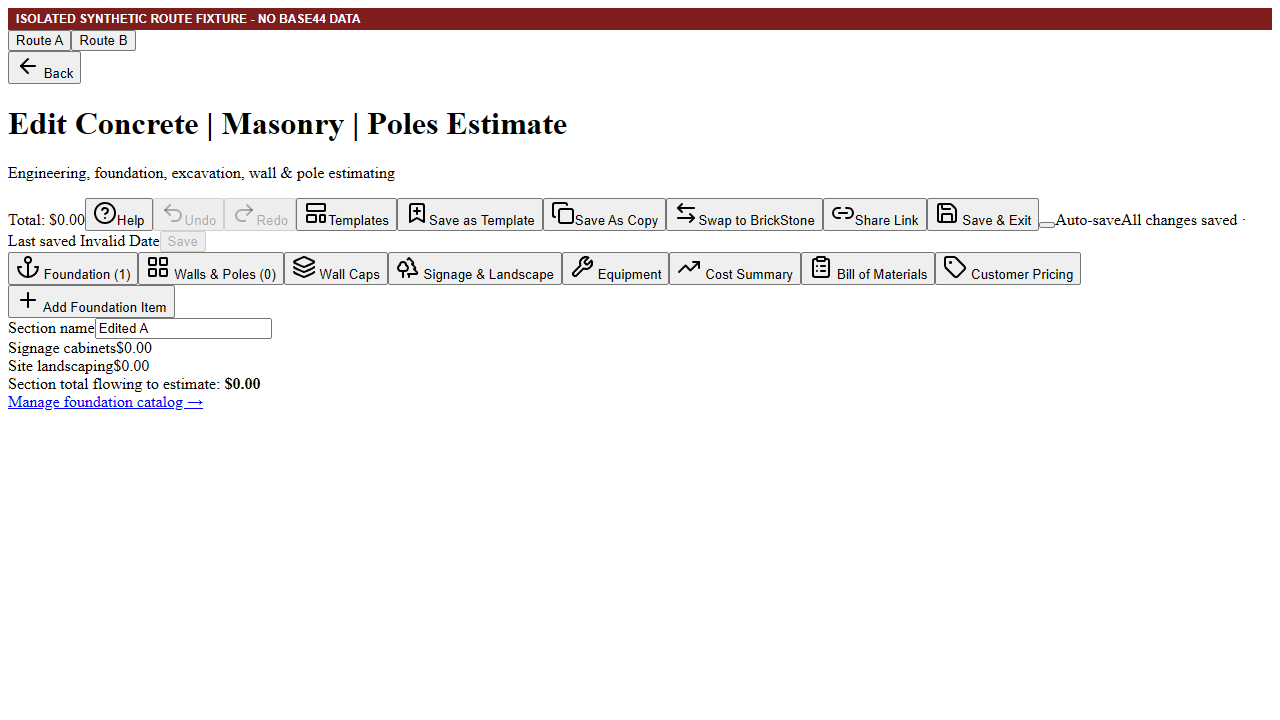 ISOLATED SYNTHETIC ROUTE FIXTURE - NO BASE44 DATA
Route A Route B
Back
Edit Concrete | Masonry | Poles Estimate
Engineering, foundation, excavation, wall & pole estimating
Total: $0.00 Help Undo Redo Templates Save as Template Save As Copy Swap to BrickStone Share Link Save & Exit Auto-saveAll changes saved ·
Last saved Invalid Date Save
Foundation (1) Walls & Poles (0) Wall Caps Signage & Landscape Equipment Cost Summary Bill of Materials Customer Pricing
Add Foundation Item
Section name Edited A
Signage cabinets$0.00
Site landscaping$0.00
Section total flowing to estimate: $0.00
Manage foundation catalog →